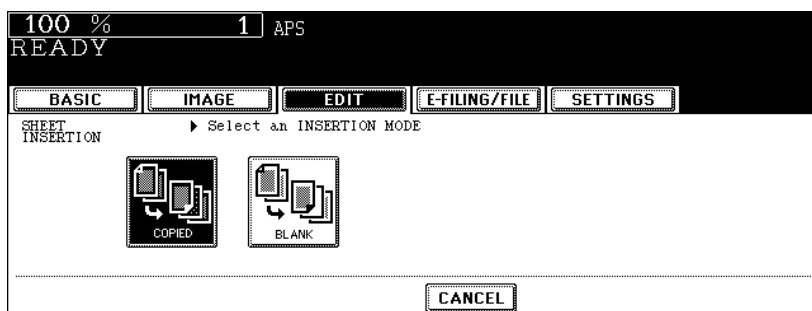 100 % 1 APS
READY
BASIC IMAGE EDIT E-FILING/FILE SETTINGS
SHEET INSERTION
Select an INSERTION MODE
COPIED BLANK
CANCEL